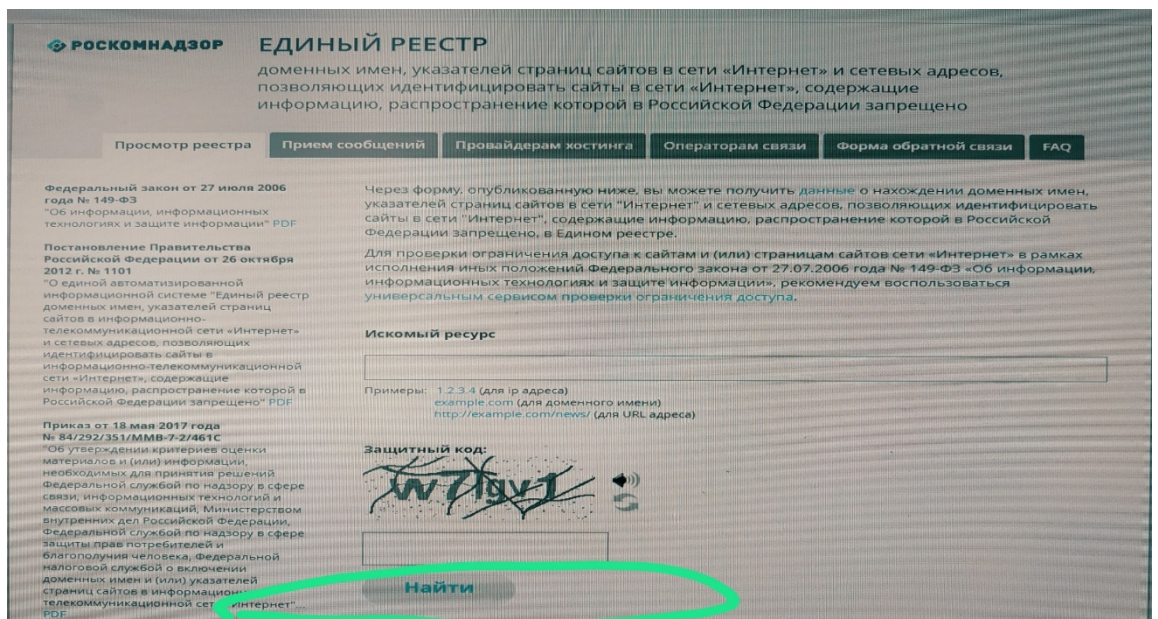 РОСКОМНАДЗОР
ЕДИНЫЙ РЕЕСТР
доменных имен, указателей страниц сайтов в сети «Интернет» и сетевых адресов,
позволяющих идентифицировать сайты в сети «Интернет», содержащие
информацию, распространение которой в Российской Федерации запрещено
Просмотр реестра
Прием сообщений
Провайдерам хостинга
Операторам связи
Форма обратной связи
FAQ
Федеральный закон от 27 июля 2006
года № 149-ФЗ
"Об информации, информационных
технологиях и защите информации" PDF
Постановление Правительства
Российской Федерации от 26 октября
2012 г. № 1101
"О единой автоматизированной
информационной системе "Единый реестр
доменных имен, указателей страниц
сайтов в информационно-
телекоммуникационной сети «Интернет»
и сетевых адресов, позволяющих
идентифицировать сайты в
информационно-телекоммуникационной
сети «Интернет», содержащие
информацию, распространение которой в
Российской Федерации запрещено" PDF
Приказ от 18 мая 2017 года
№ 84/292/351/ММВ-7-2/461С
"Об утверждении критериев оценки
материалов и (или) информации,
необходимых для принятия решений
Федеральной службой по надзору в сфере
связи, информационных технологий и
массовых коммуникаций, Министерством
внутренних дел Российской Федерации,
Федеральной службой по надзору в сфере
защиты прав потребителей и
благополучия человека, Федеральной
налоговой службой о включении
доменных имен и (или) указателей
страниц сайтов в информационно
телекоммуникационной сети "Интернет"...
PDF
Через форму, опубликованную ниже, вы можете получить данные о нахождении доменных имен,
указателей страниц сайтов в сети "Интернет" и сетевых адресов, позволяющих идентифицировать
сайты в сети "Интернет", содержащие информацию, распространение которой в Российской
Федерации запрещено, в Едином реестре.
Для проверки ограничения доступа к сайтам и (или) страницам сайтов сети «Интернет» в рамках
исполнения иных положений Федерального закона от 27.07.2006 года № 149-ФЗ «Об информации,
информационных технологиях и защите информации», рекомендуем воспользоваться
универсальным сервисом проверки ограничения доступа.
Искомый ресурс
Примеры: 1.2.3.4 (для ip адреса)
example.com (для доменного имени)
http://example.com/news/ (для URL адреса)
Защитный код:
w7lgv1
Найти